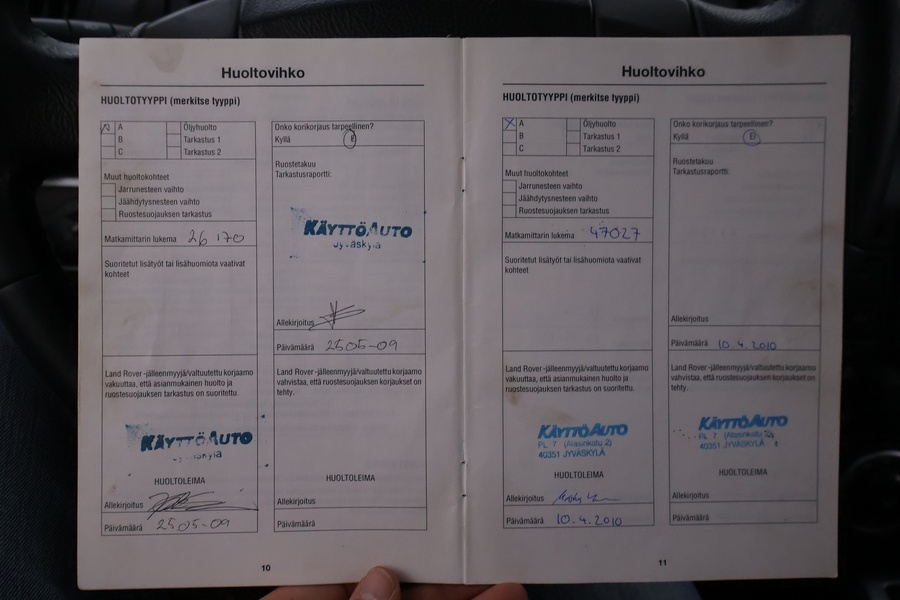 Huoltovihko
HUOLTOTYYPPI (merkitse tyyppi)
A Öljyhuolto
B Tarkastus 1
C Tarkastus 2
Muut huoltokohteet
Jarrunesteen vaihto
Jäähdytysnesteen vaihto
Ruostesuojauksen tarkastus
Matkamittarin lukema 26 170
Suoritetut lisätyöt tai lisähuomiota vaativat
kohteet
Land Rover -jälleenmyyjä/valtuutettu korjaamo
vakuuttaa, että asianmukainen huolto ja
ruostesuojauksen tarkastus on suoritettu.
KÄYTTÖAUTO
Jyväskylä
HUOLTOLEIMA
Allekirjoitus
Päivämäärä 2505-09
Onko korikorjaus tarpeellinen?
Kyllä E
Ruostetakuu
Tarkastusraportti:
KÄYTTÖAUTO
Jyväskylä
Allekirjoitus
Päivämäärä 2505-09
Land Rover -jälleenmyyjä/valtuutettu korjaamo
vahvistaa, että ruostesuojauksen korjaukset on
tehty.
HUOLTOLEIMA
Allekirjoitus
Päivämäärä
10
Huoltovihko
HUOLTOTYYPPI (merkitse tyyppi)
X A Öljyhuolto
B Tarkastus 1
C Tarkastus 2
Muut huoltokohteet
Jarrunesteen vaihto
Jäähdytysnesteen vaihto
Ruostesuojauksen tarkastus
Matkamittarin lukema 47027
Suoritetut lisätyöt tai lisähuomiota vaativat
kohteet
Land Rover -jälleenmyyjä/valtuutettu korjaamo
vakuuttaa, että asianmukainen huolto ja
ruostesuojauksen tarkastus on suoritettu.
KÄYTTÖAUTO
PL 7 (Alasinkatu 2)
40351 JYVÄSKYLÄ
HUOLTOLEIMA
Allekirjoitus
Päivämäärä 10.4.2010
Onko korikorjaus tarpeellinen?
Kyllä EI
Ruostetakuu
Tarkastusraportti:
Allekirjoitus
Päivämäärä 10.4.2010
Land Rover -jälleenmyyjä/valtuutettu korjaamo
vahvistaa, että ruostesuojauksen korjaukset on
tehty.
KÄYTTÖAUTO
PL 7 (Alasinkatu 2)
40351 JYVÄSKYLÄ
HUOLTOLEIMA
Allekirjoitus
Päivämäärä
11